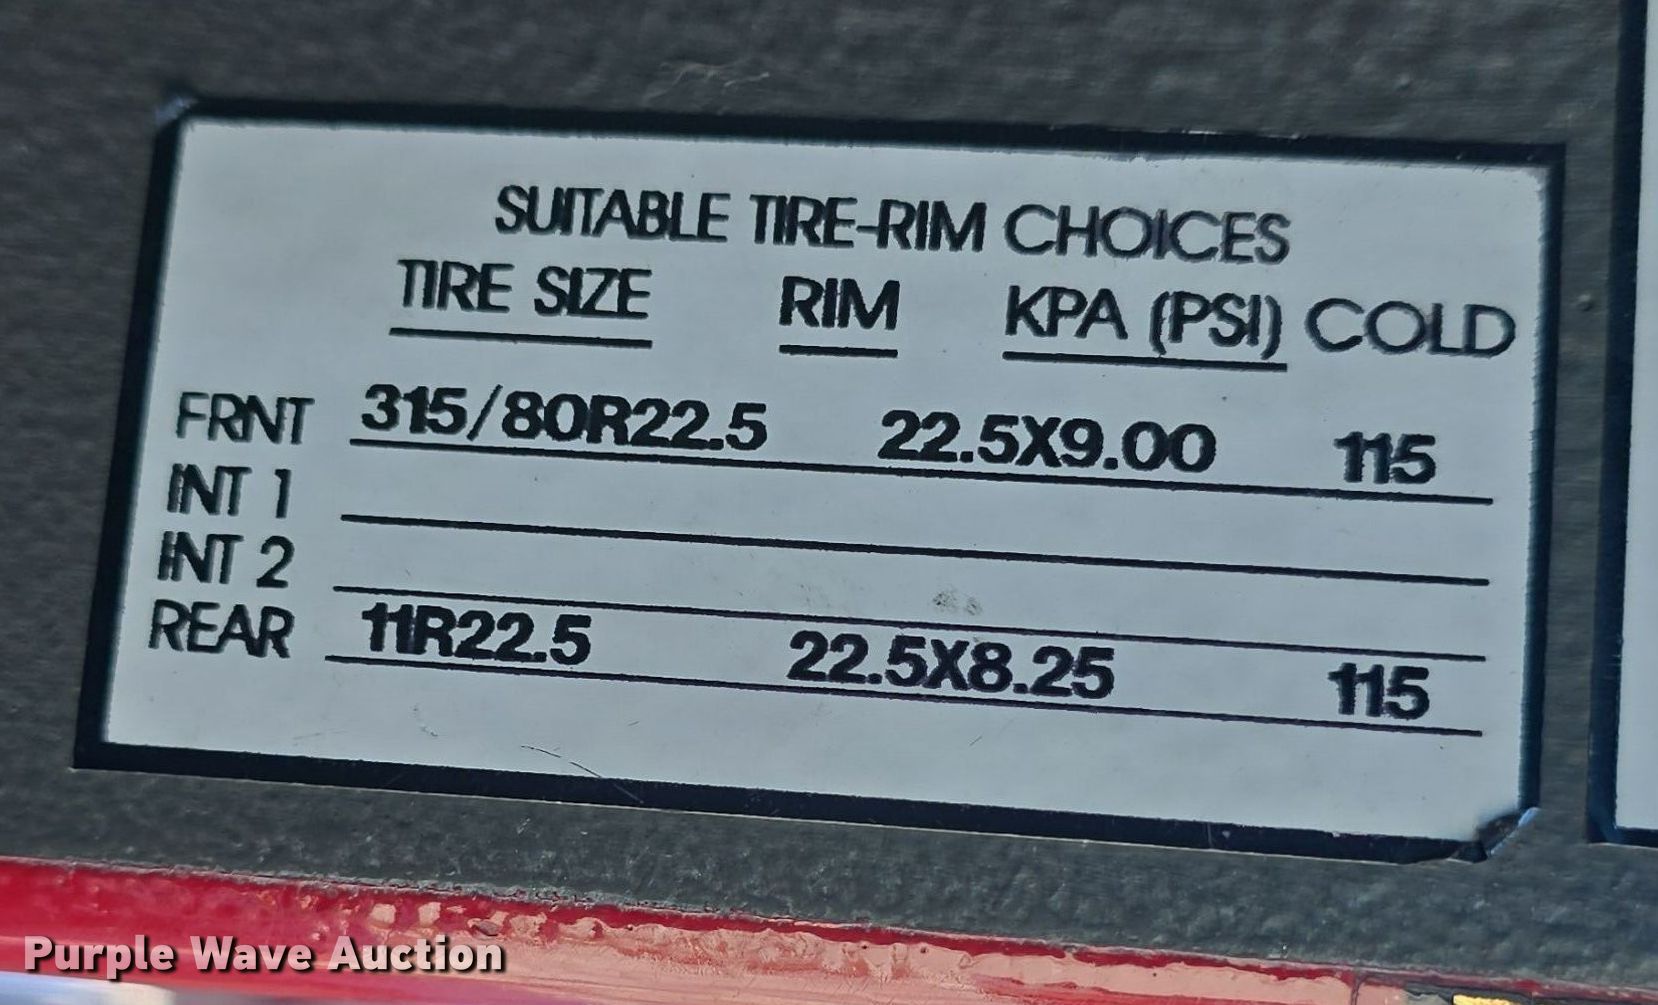 SUITABLE TIRE-RIM CHOICES
TIRE SIZE RIM KPA (PSI) COLD
FRNT 315/80R22.5 22.5X9.00 115
INT 1
INT 2
REAR 11R22.5 22.5X8.25 115
Purple Wave Auction